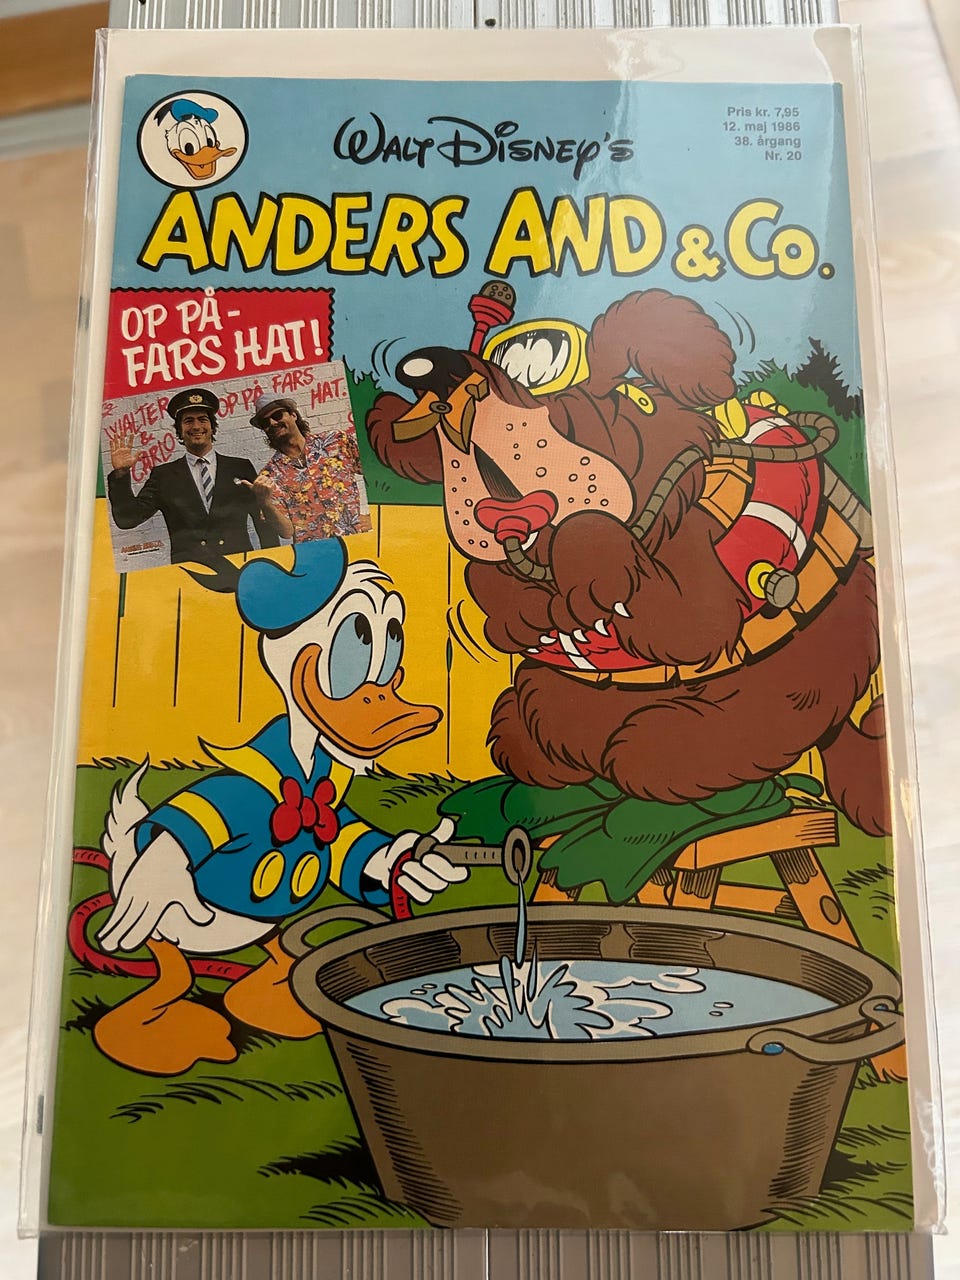 Pris kr. 7,95
12. maj 1986
38. årgang
Nr. 20
WALT DISNEY'S
ANDERS AND & Co.
OP PÅ -
FARS HAT!
WALTER
&
CARLO
OP PÅ FARS
HAT.